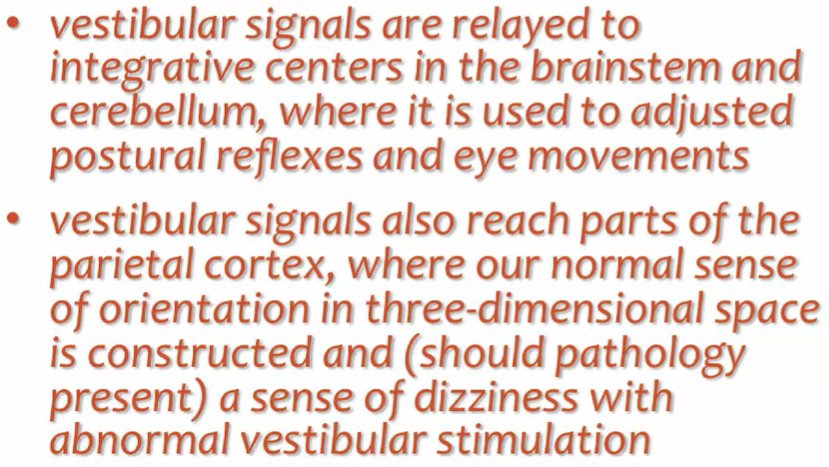 • vestibular signals are relayed to
integrative centers in the brainstem and
cerebellum, where it is used to adjusted
postural reflexes and eye movements
• vestibular signals also reach parts of the
parietal cortex, where our normal sense
of orientation in three-dimensional space
is constructed and (should pathology
present) a sense of dizziness with
abnormal vestibular stimulation